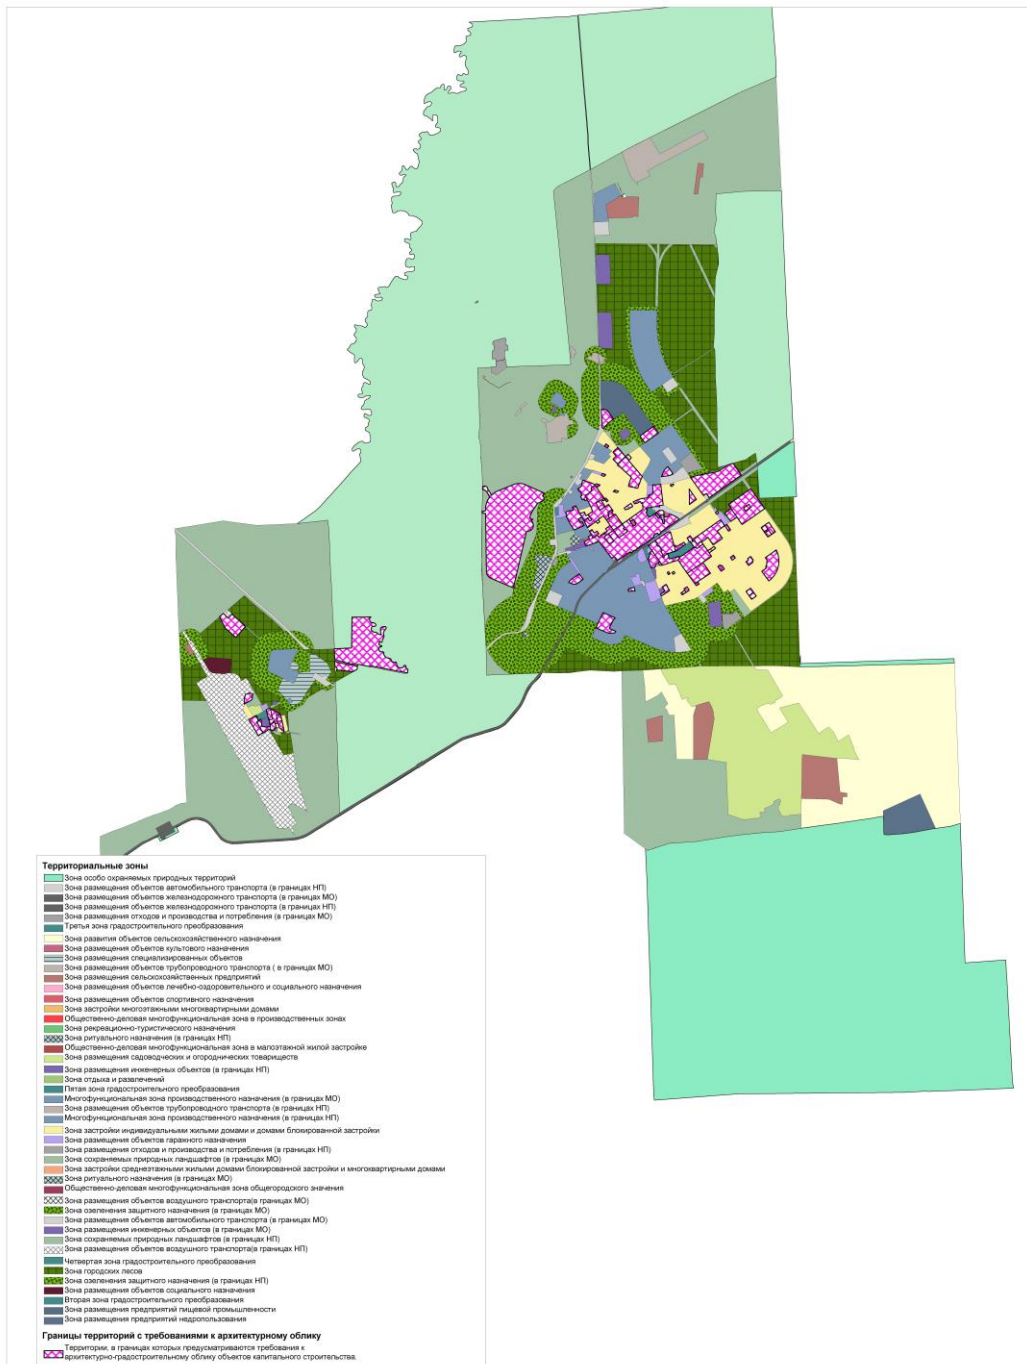 Территориальные зоны
Зона особо охраняемых природных территорий
Зона размещения объектов автомобильного транспорта (в границах НП)
Зона размещения объектов железнодорожного транспорта (в границах МО)
Зона размещения объектов железнодорожного транспорта (в границах НП)
Зона размещения отходов и производства и потребления (в границах МО)
Третья зона градостроительного преобразования
Зона развития объектов сельскохозяйственного назначения
Зона размещения объектов культового назначения
Зона размещения специализированных объектов
Зона размещения объектов трубопроводного транспорта ( в границах МО)
Зона размещения сельскохозяйственных предприятий
Зона размещения объектов лечебно-оздоровительного и социального назначения
Зона размещения объектов спортивного назначения
Зона застройки многоэтажными многоквартирными домами
Общественно-деловая многофункциональная зона в производственных зонах
Зона рекреационно-туристического назначения
Зона ритуального назначения (в границах НП)
Общественно-деловая многофункциональная зона в малоэтажной жилой застройке
Зона размещения садоводческих и огороднических товариществ
Зона размещения инженерных объектов (в границах НП)
Зона отдыха и развлечений
Пятая зона градостроительного преобразования
Многофункциональная зона производственного назначения (в границах МО)
Зона размещения объектов трубопроводного транспорта (в границах НП)
Многофункциональная зона производственного назначения (в границах НП)
Зона застройки индивидуальными жилыми домами и домами блокированной застройки
Зона размещения объектов гаражного назначения
Зона размещения отходов и производства и потребления (в границах НП)
Зона сохраняемых природных ландшафтов (в границах МО)
Зона застройки среднеэтажными жилыми домами блокированной застройки и многоквартирными домами
Зона ритуального назначения (в границах МО)
Общественно-деловая многофункциональная зона общегородского значения
Зона размещения объектов воздушного транспорта(в границах МО)
Зона озеленения защитного назначения (в границах МО)
Зона размещения объектов автомобильного транспорта (в границах МО)
Зона размещения инженерных объектов (в границах МО)
Зона сохраняемых природных ландшафтов (в границах НП)
Зона размещения объектов воздушного транспорта(в границах НП)
Четвертая зона градостроительного преобразования
Зона городских лесов
Зона озеленения защитного назначения (в границах НП)
Зона размещения объектов социального назначения
Вторая зона градостроительного преобразования
Зона размещения предприятий пищевой промышленности
Зона размещения предприятий недропользования
Границы территорий с требованиями к архитектурному облику
Территории, в границах которых предусматриваются требования к
архитектурно-градостроительному облику объектов капитального строительства.